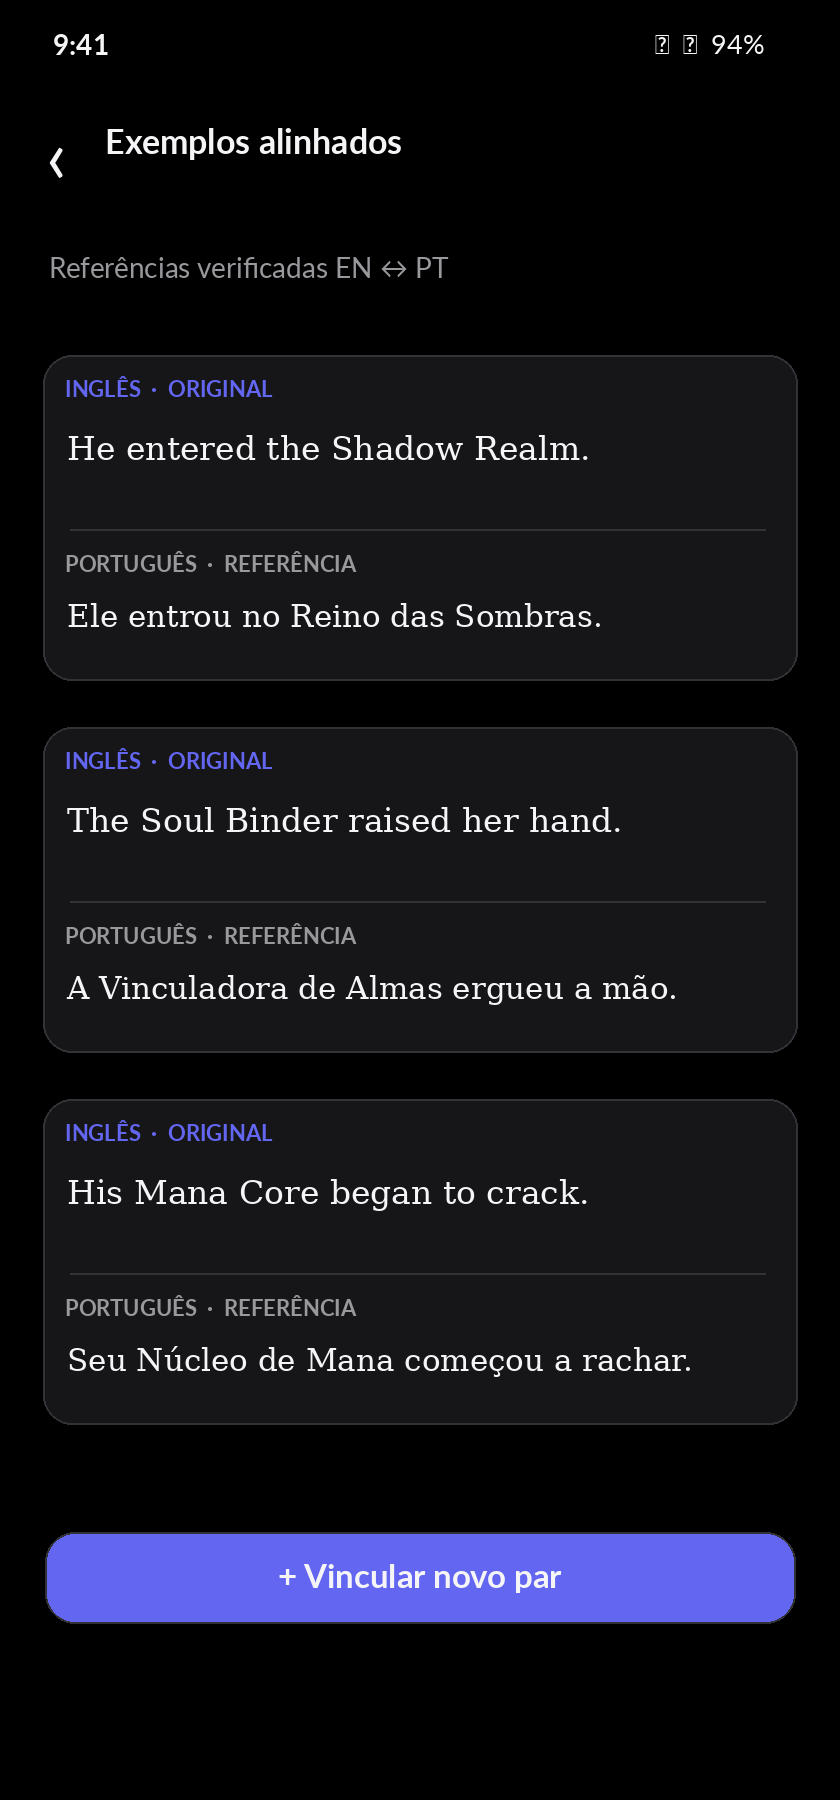 9:41 94%
‹ Exemplos alinhados
Referências verificadas EN ↔ PT
INGLÊS · ORIGINAL
He entered the Shadow Realm.
PORTUGUÊS · REFERÊNCIA
Ele entrou no Reino das Sombras.
INGLÊS · ORIGINAL
The Soul Binder raised her hand.
PORTUGUÊS · REFERÊNCIA
A Vinculadora de Almas ergueu a mão.
INGLÊS · ORIGINAL
His Mana Core began to crack.
PORTUGUÊS · REFERÊNCIA
Seu Núcleo de Mana começou a rachar.
+ Vincular novo par